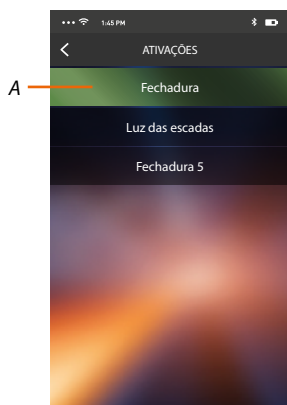 1:45 PM
ATIVAÇÕES
A
Fechadura
Luz das escadas
Fechadura 5